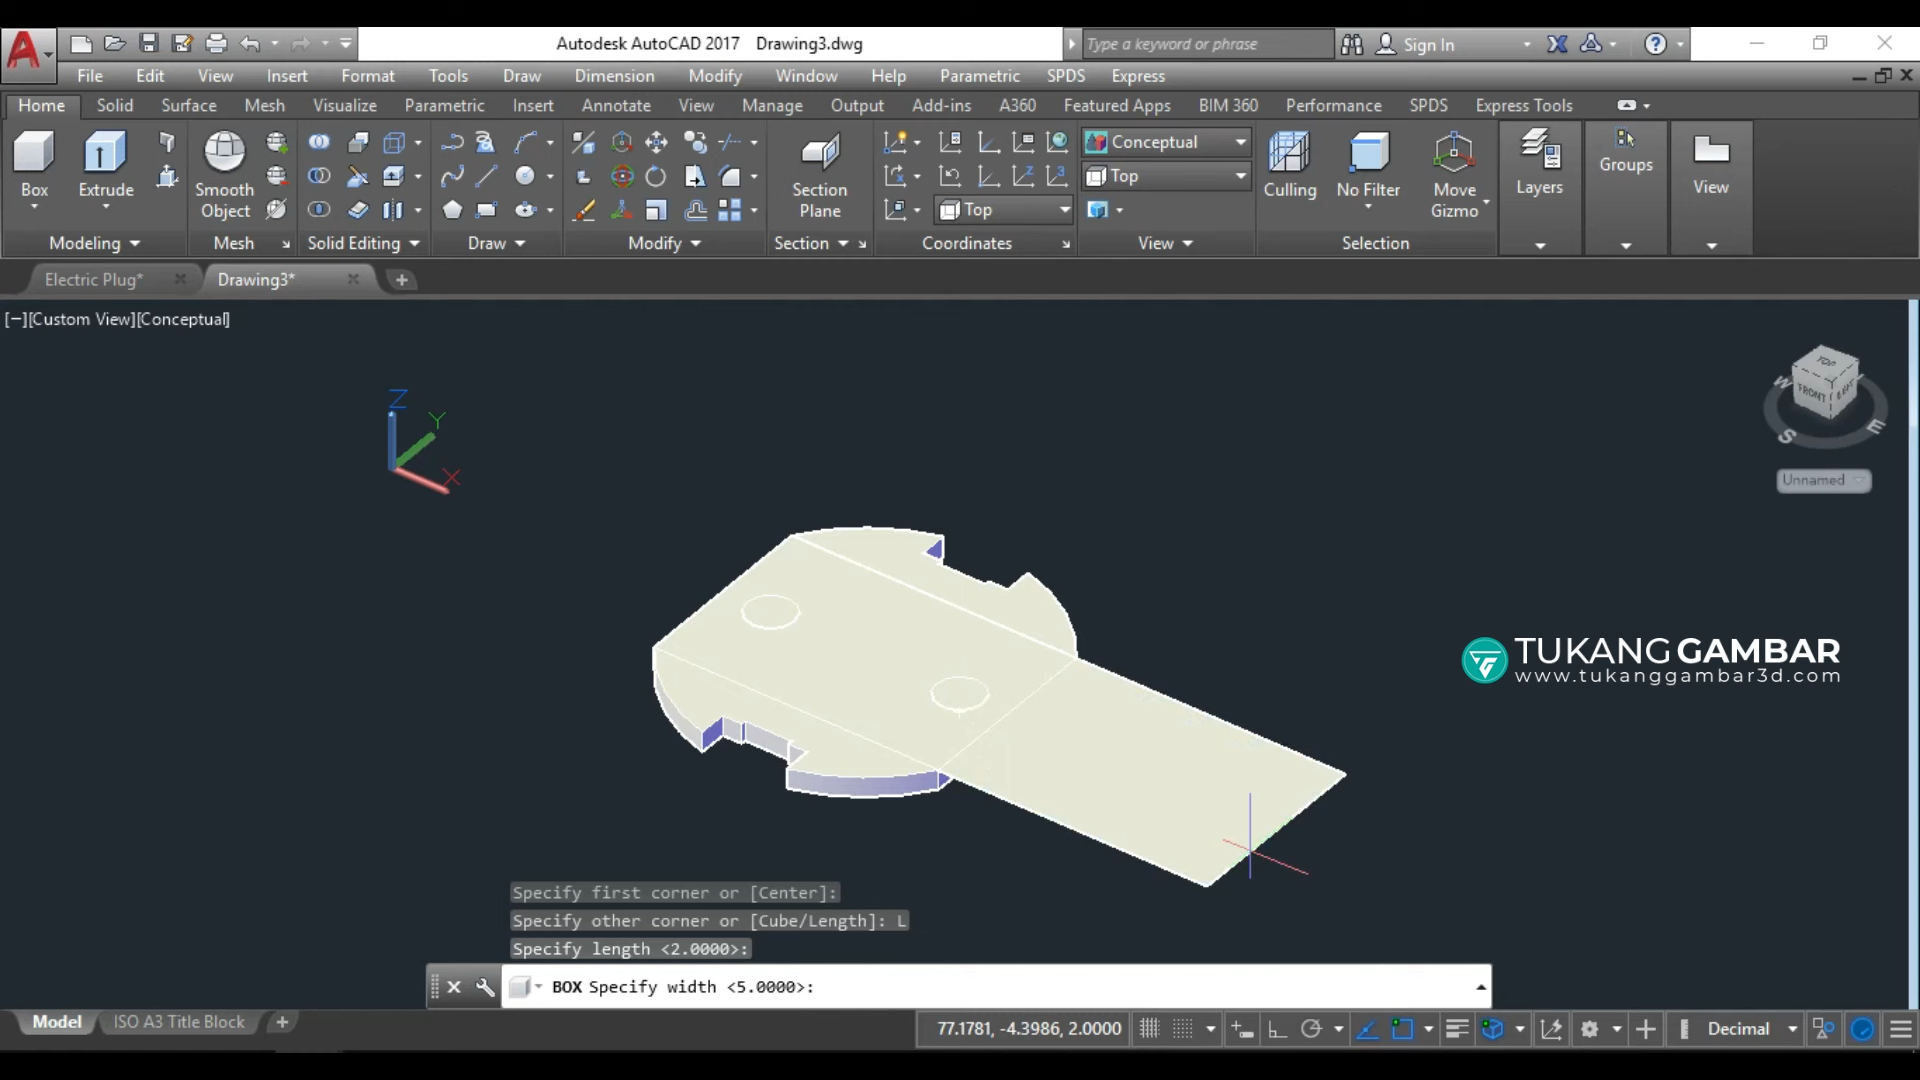 Autodesk AutoCAD 2017 Drawing3.dwg
Type a keyword or phrase
Sign In
File Edit View Insert Format Tools Draw Dimension Modify Window Help Parametric SPDS Express
Home Solid Surface Mesh Visualize Parametric Insert Annotate View Manage Output Add-ins A360 Featured Apps BIM 360 Performance SPDS Express Tools
Box
Extrude
Smooth
Object
Section
Plane
Top
Conceptual
Top
Culling
No Filter
Move
Gizmo
Layers
Groups
View
Modeling
Mesh
Solid Editing
Draw
Modify
Section
Coordinates
View
Selection
Electric Plug*
Drawing3*
[−][Custom View][Conceptual]
Z
Y
X
TOP
FRONT
W
S
E
Unnamed
TUKANG GAMBAR
www.tukanggambar3d.com
Specify first corner or [Center]:
Specify other corner or [Cube/Length]: L
Specify length <2.0000>:
BOX Specify width <5.0000>:
Model
ISO A3 Title Block
77.1781, -4.3986, 2.0000
Decimal